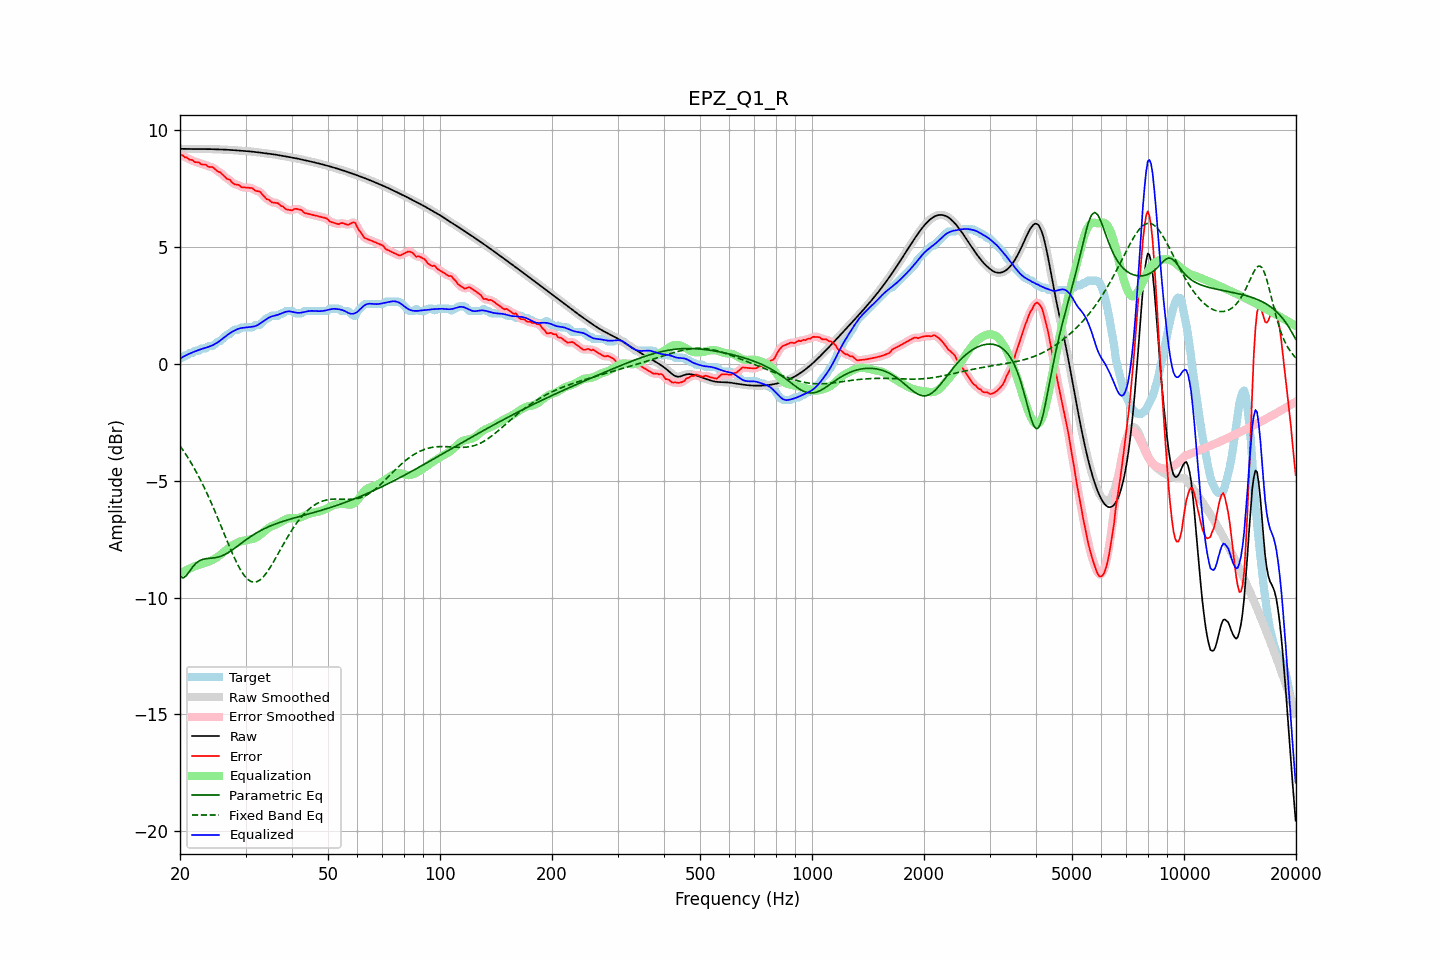 EPZ_Q1_R
10
5
0
−5
−10
−15
−20
Amplitude (dBr)
Target
Raw Smoothed
Error Smoothed
Raw
Error
Equalization
Parametric Eq
Fixed Band Eq
Equalized
20 50 100 200 500 1000 2000 5000 10000 20000
Frequency (Hz)